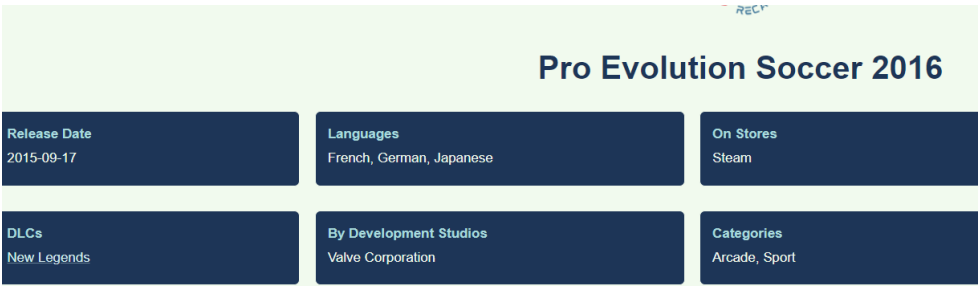 RECR
Pro Evolution Soccer 2016
Release Date
2015-09-17
Languages
French, German, Japanese
On Stores
Steam
DLCs
New Legends
By Development Studios
Valve Corporation
Categories
Arcade, Sport